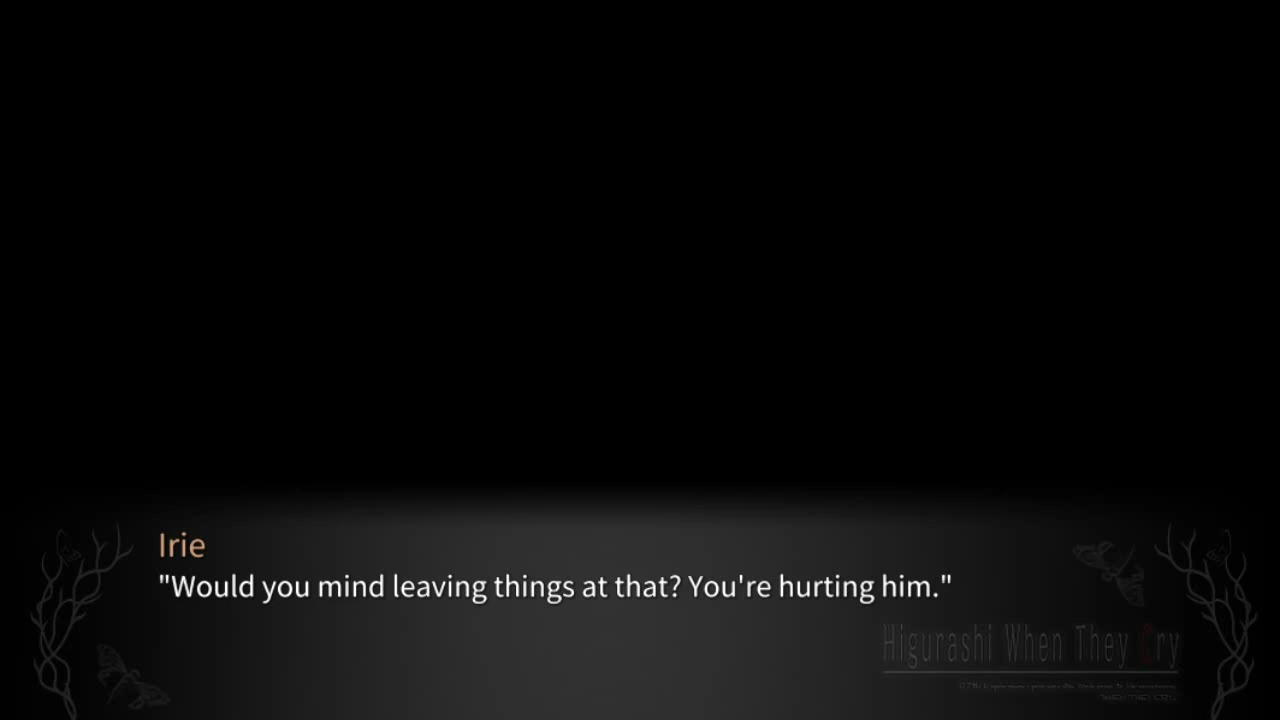 Irie
"Would you mind leaving things at that? You're hurting him."
Higurashi When They Cry